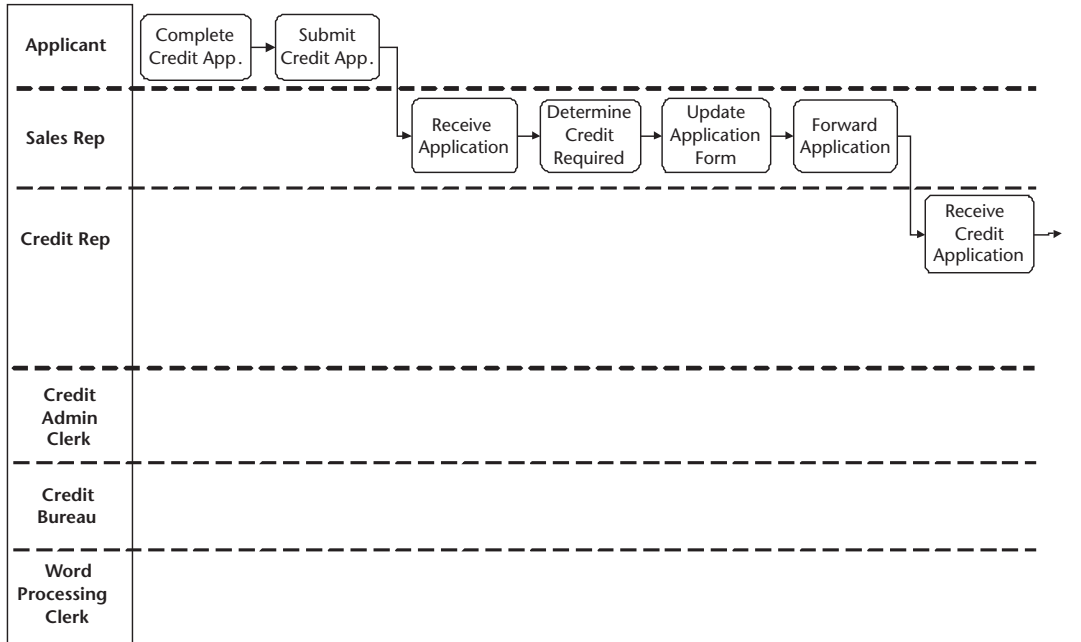 Applicant
Complete
Credit App.
Submit
Credit App.
Sales Rep
Receive
Application
Determine
Credit
Required
Update
Application
Form
Forward
Application
Credit Rep
Receive
Credit
Application
Credit
Admin
Clerk
Credit
Bureau
Word
Processing
Clerk